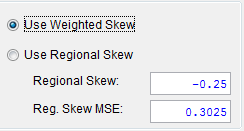 Use Weighted Skew
Use Regional Skew
Regional Skew: -0.25
Reg. Skew MSE: 0.3025